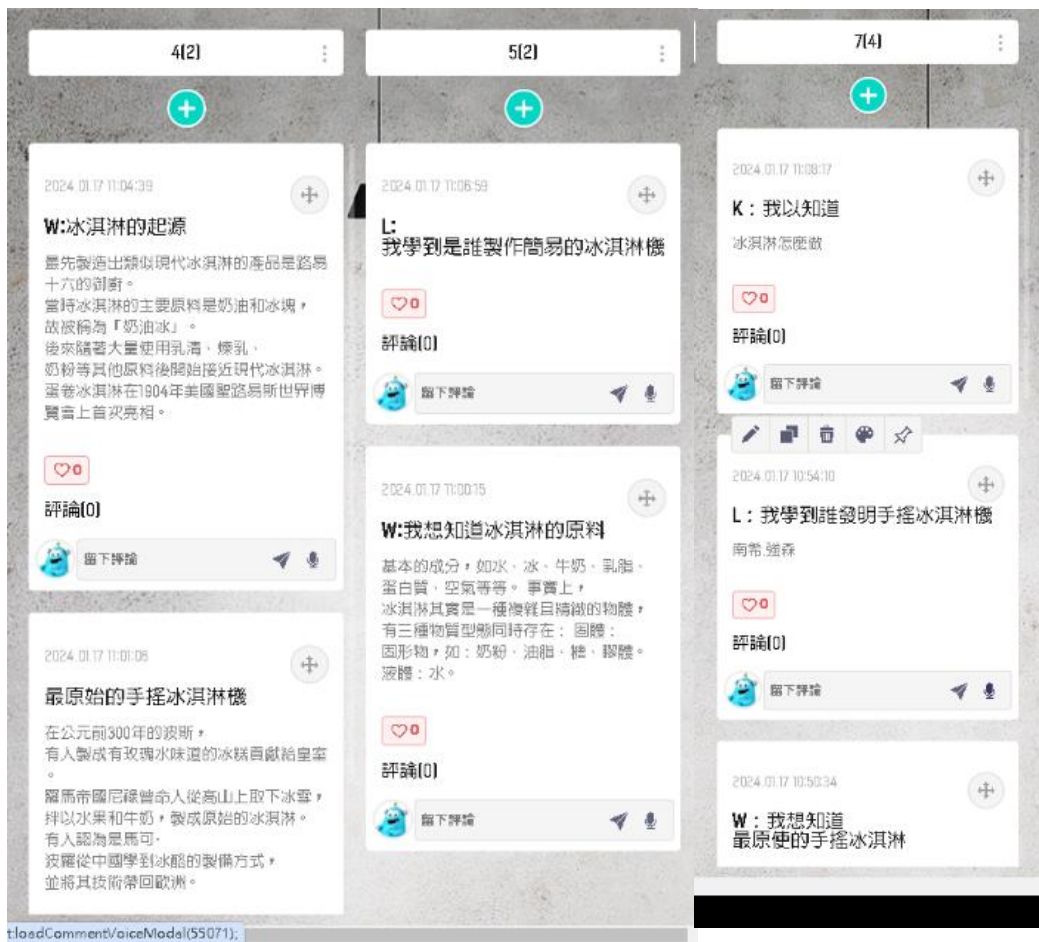 4(2)
2024.01.17 11:04:39
W:冰淇淋的起源
最先製造出類似現代冰淇淋的產品是路易
十六的御廚。
當時冰淇淋的主要原料是奶油和冰塊，
故被稱為『奶油冰』。
後來隨著大量使用乳清、煉乳、
奶粉等其他原料後開始接近現代冰淇淋。
蛋卷冰淇淋在1904年美國聖路易斯世界博
覽會上首次亮相。
0
評論(0)
留下評論
2024.01.17 11:01:06
最原始的手搖冰淇淋機
在公元前300年的波斯，
有人製成有玫瑰水味道的冰糕貢獻給皇室
。
羅馬帝國尼祿曾命人從高山上取下冰雪，
拌以水果和牛奶，製成原始的冰淇淋。
有人認為是馬可·
波羅從中國學到冰酪的製備方式，
並將其技術帶回歐洲。
t:loadCommentVoiceModal(55071);
5(2)
2024.01.17 11:06:59
L:
我學到是誰製作簡易的冰淇淋機
0
評論(0)
留下評論
2024.01.17 11:00:15
W:我想知道冰淇淋的原料
基本的成分，如水、冰、牛奶、乳脂、
蛋白質、空氣等等。 事實上，
冰淇淋其實是一種複雜且精緻的物體，
有三種物質型態同時存在： 固體：
固形物，如：奶粉、油脂、糖、膠體。
液體：水。
0
評論(0)
留下評論
7(4)
2024.01.17 11:08:17
K：我以知道
冰淇淋怎麼做
0
評論(0)
留下評論
2024.01.17 10:54:10
L：我學到誰發明手搖冰淇淋機
南希.強森
0
評論(0)
留下評論
2024.01.17 10:50:34
W：我想知道
最原使的手搖冰淇淋